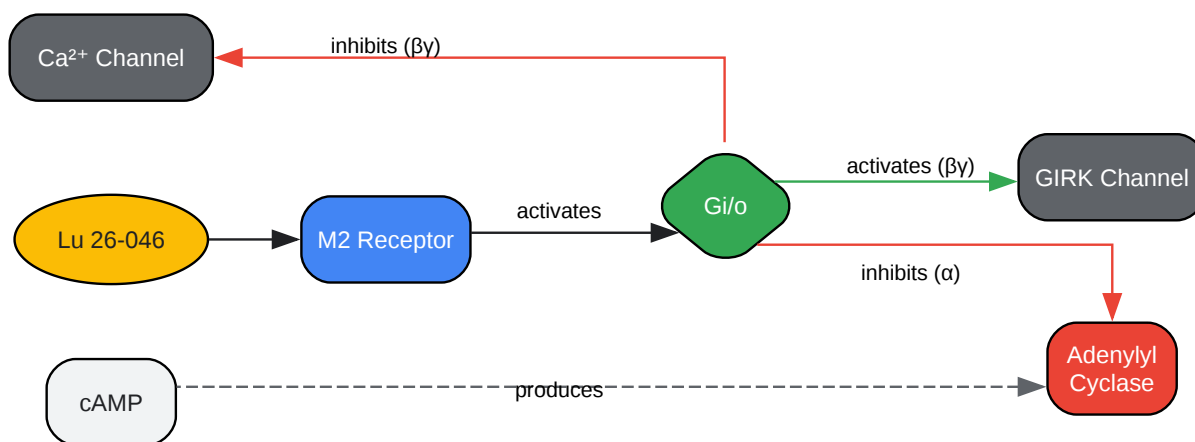 Ca²⁺ Channel
inhibits (βγ)
activates (βγ)
GIRK Channel
Lu 26-046
M2 Receptor
activates
Gi/o
inhibits (α)
Adenylyl
Cyclase
cAMP
produces